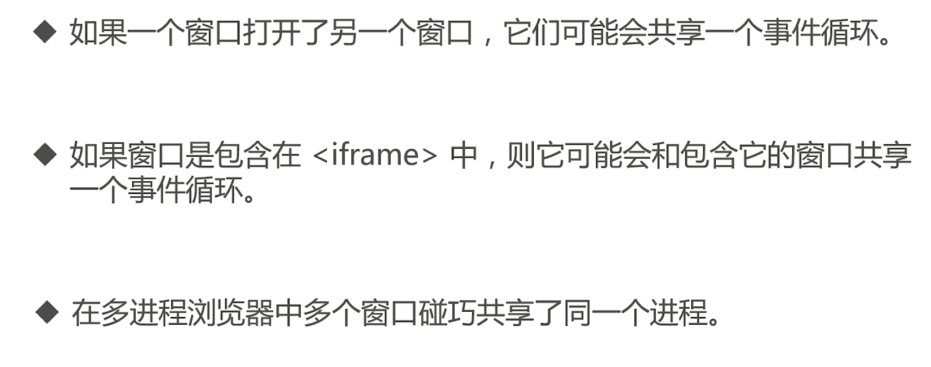 ◆ 如果一个窗口打开了另一个窗口，它们可能会共享一个事件循环。
◆ 如果窗口是包含在 <iframe> 中，则它可能会和包含它的窗口共享
一个事件循环。
◆ 在多进程浏览器中多个窗口碰巧共享了同一个进程。